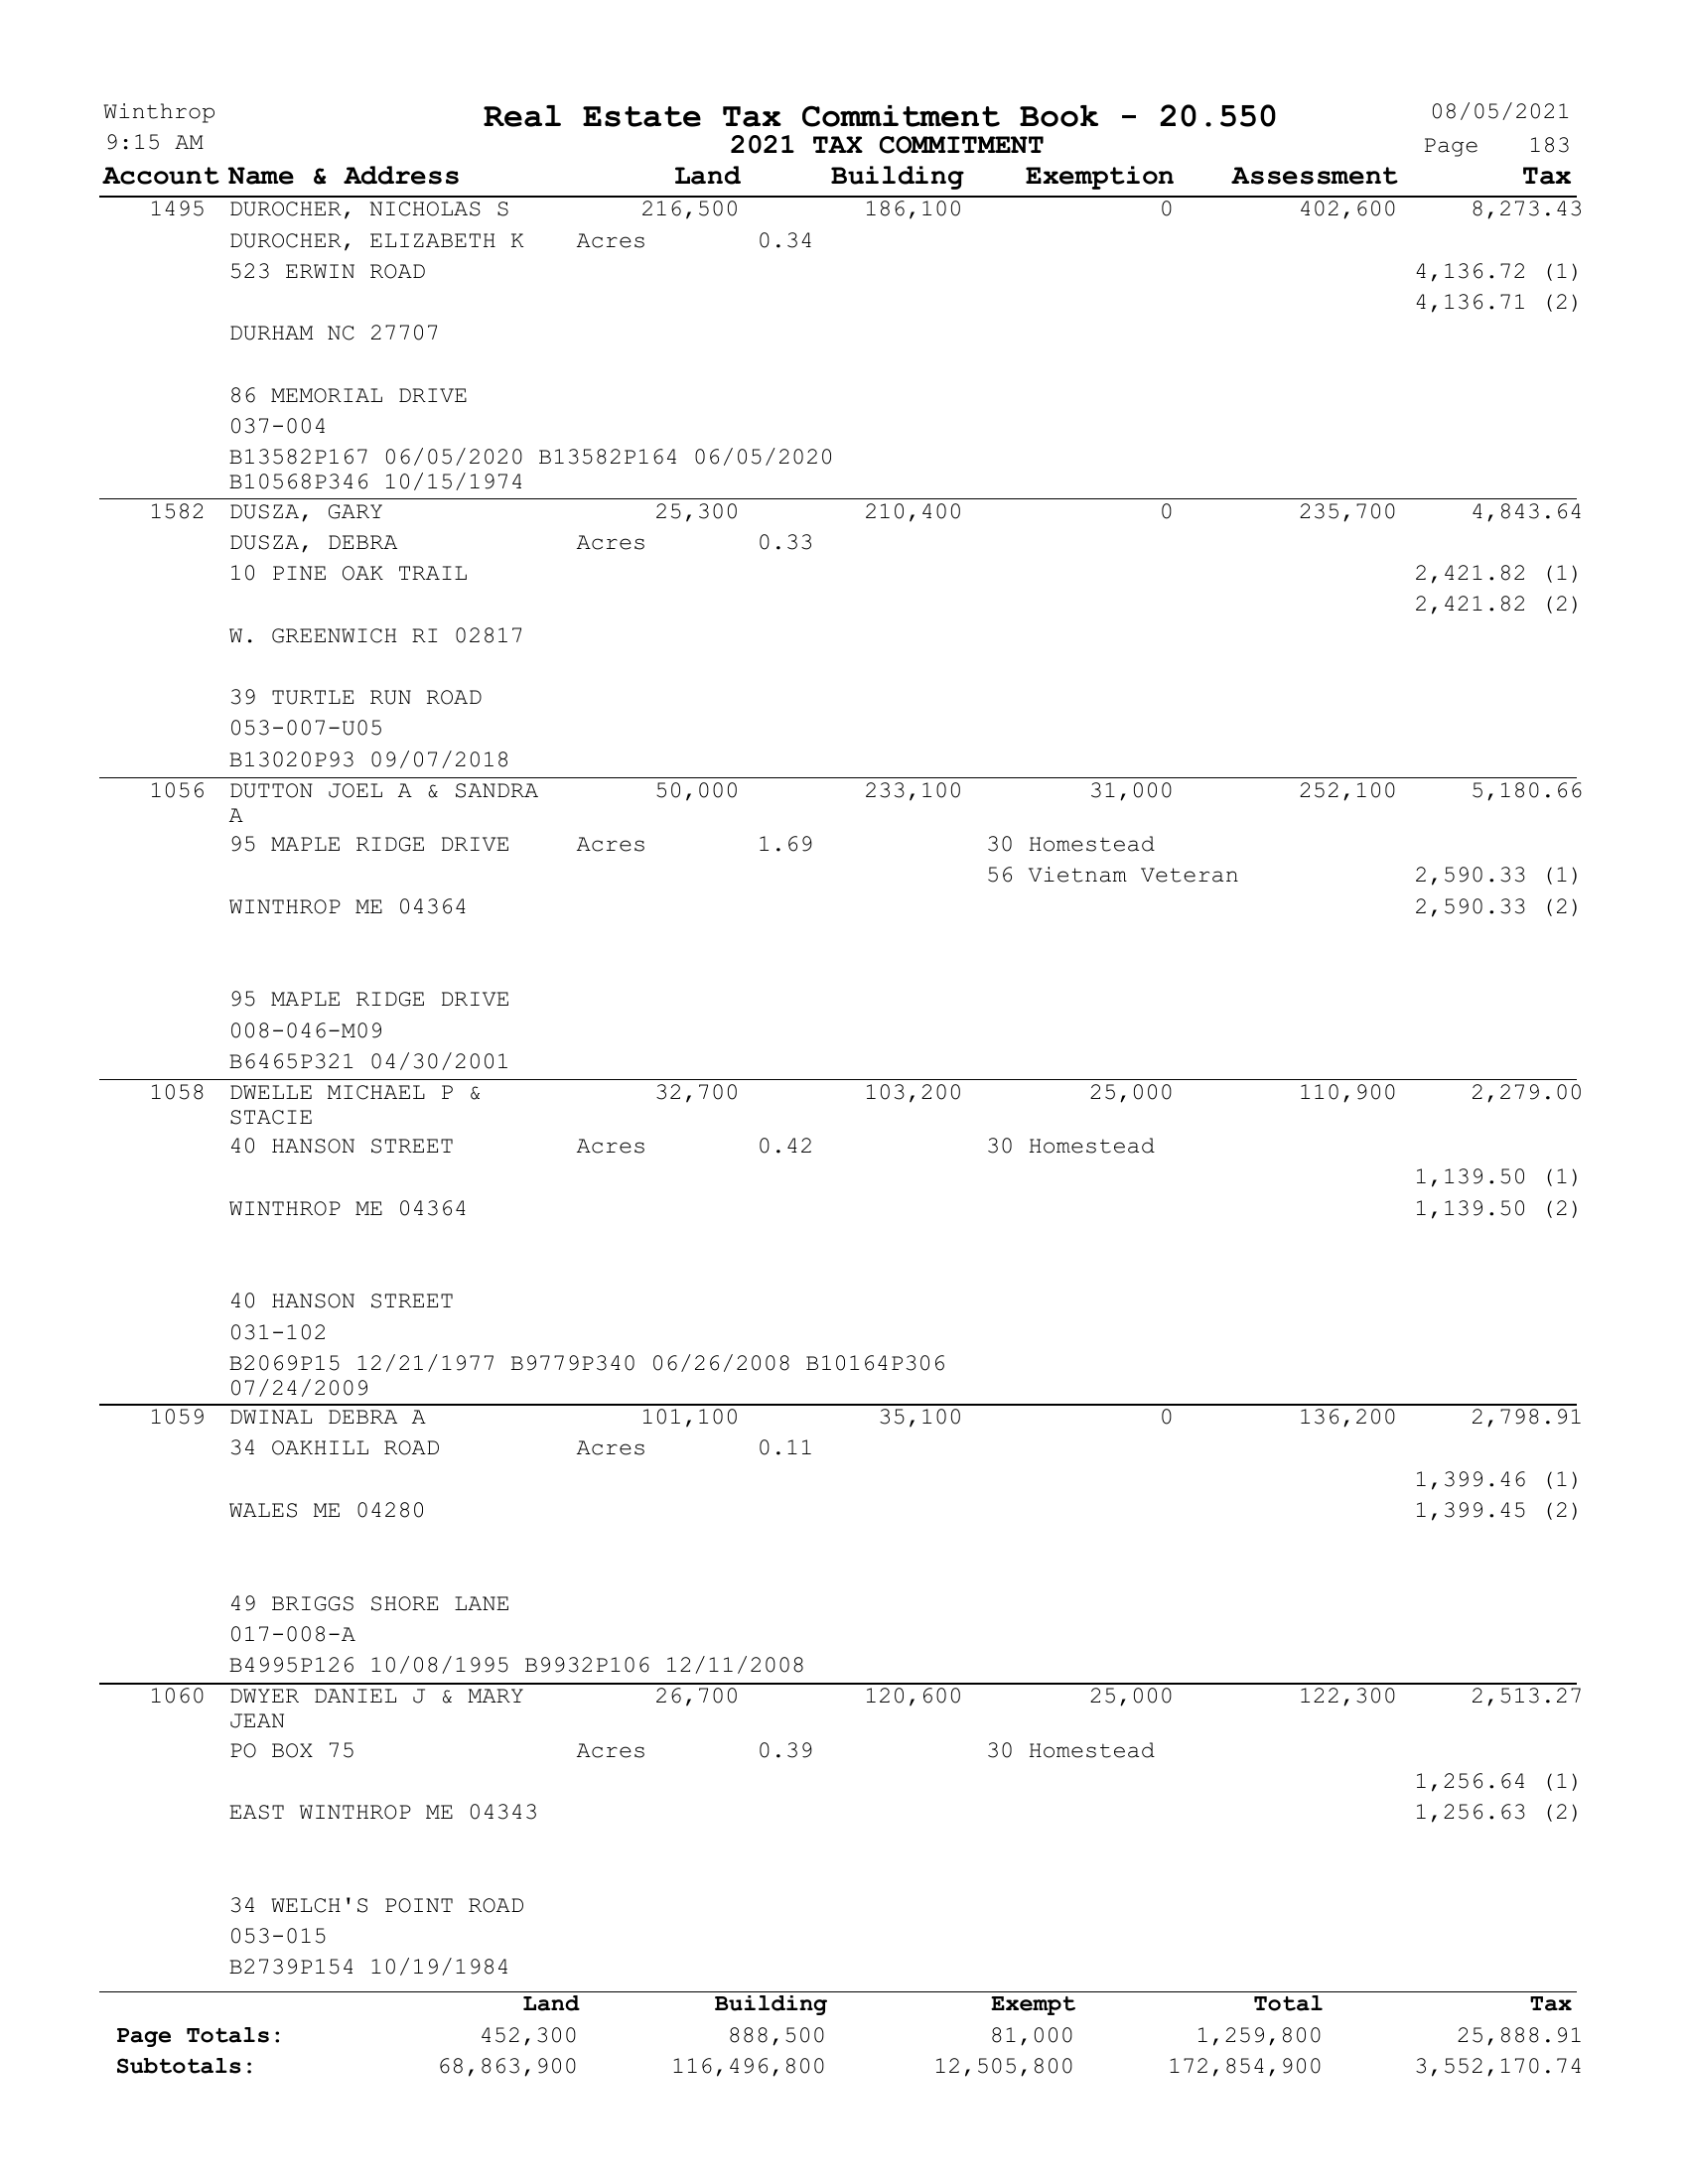 Winthrop Real Estate Tax Commitment Book - 20.550 08/05/2021
9:15 AM 2021 TAX COMMITMENT Page 183
Account Name & Address Land Building Exemption Assessment Tax
1495 DUROCHER, NICHOLAS S 216,500 186,100 0 402,600 8,273.43
DUROCHER, ELIZABETH K Acres 0.34
523 ERWIN ROAD 4,136.72 (1)
4,136.71 (2)
DURHAM NC 27707
86 MEMORIAL DRIVE
037-004
B13582P167 06/05/2020 B13582P164 06/05/2020
B10568P346 10/15/1974
1582 DUSZA, GARY 25,300 210,400 0 235,700 4,843.64
DUSZA, DEBRA Acres 0.33
10 PINE OAK TRAIL 2,421.82 (1)
2,421.82 (2)
W. GREENWICH RI 02817
39 TURTLE RUN ROAD
053-007-U05
B13020P93 09/07/2018
1056 DUTTON JOEL A & SANDRA 50,000 233,100 31,000 252,100 5,180.66
A
95 MAPLE RIDGE DRIVE Acres 1.69 30 Homestead
56 Vietnam Veteran 2,590.33 (1)
WINTHROP ME 04364 2,590.33 (2)
95 MAPLE RIDGE DRIVE
008-046-M09
B6465P321 04/30/2001
1058 DWELLE MICHAEL P & 32,700 103,200 25,000 110,900 2,279.00
STACIE
40 HANSON STREET Acres 0.42 30 Homestead
1,139.50 (1)
WINTHROP ME 04364 1,139.50 (2)
40 HANSON STREET
031-102
B2069P15 12/21/1977 B9779P340 06/26/2008 B10164P306
07/24/2009
1059 DWINAL DEBRA A 101,100 35,100 0 136,200 2,798.91
34 OAKHILL ROAD Acres 0.11
1,399.46 (1)
WALES ME 04280 1,399.45 (2)
49 BRIGGS SHORE LANE
017-008-A
B4995P126 10/08/1995 B9932P106 12/11/2008
1060 DWYER DANIEL J & MARY 26,700 120,600 25,000 122,300 2,513.27
JEAN
PO BOX 75 Acres 0.39 30 Homestead
1,256.64 (1)
EAST WINTHROP ME 04343 1,256.63 (2)
34 WELCH'S POINT ROAD
053-015
B2739P154 10/19/1984
Land Building Exempt Total Tax
Page Totals: 452,300 888,500 81,000 1,259,800 25,888.91
Subtotals: 68,863,900 116,496,800 12,505,800 172,854,900 3,552,170.74